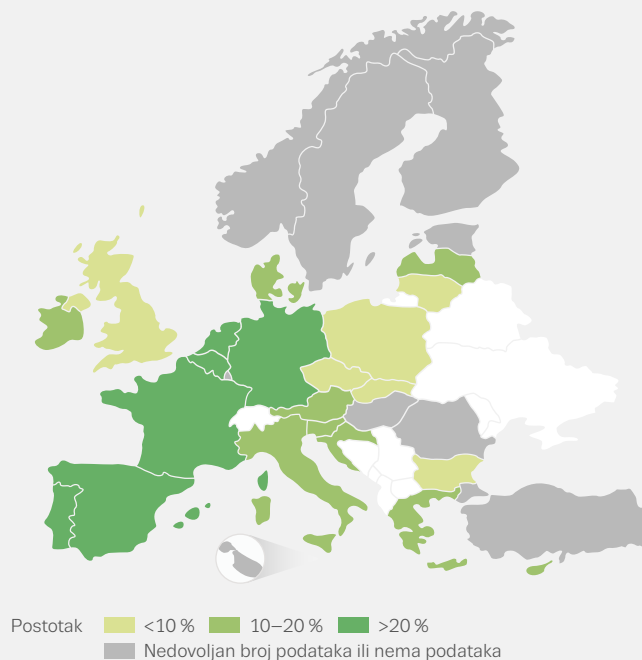 Postotak <10 % 10–20 % >20 %
Nedovoljan broj podataka ili nema podataka